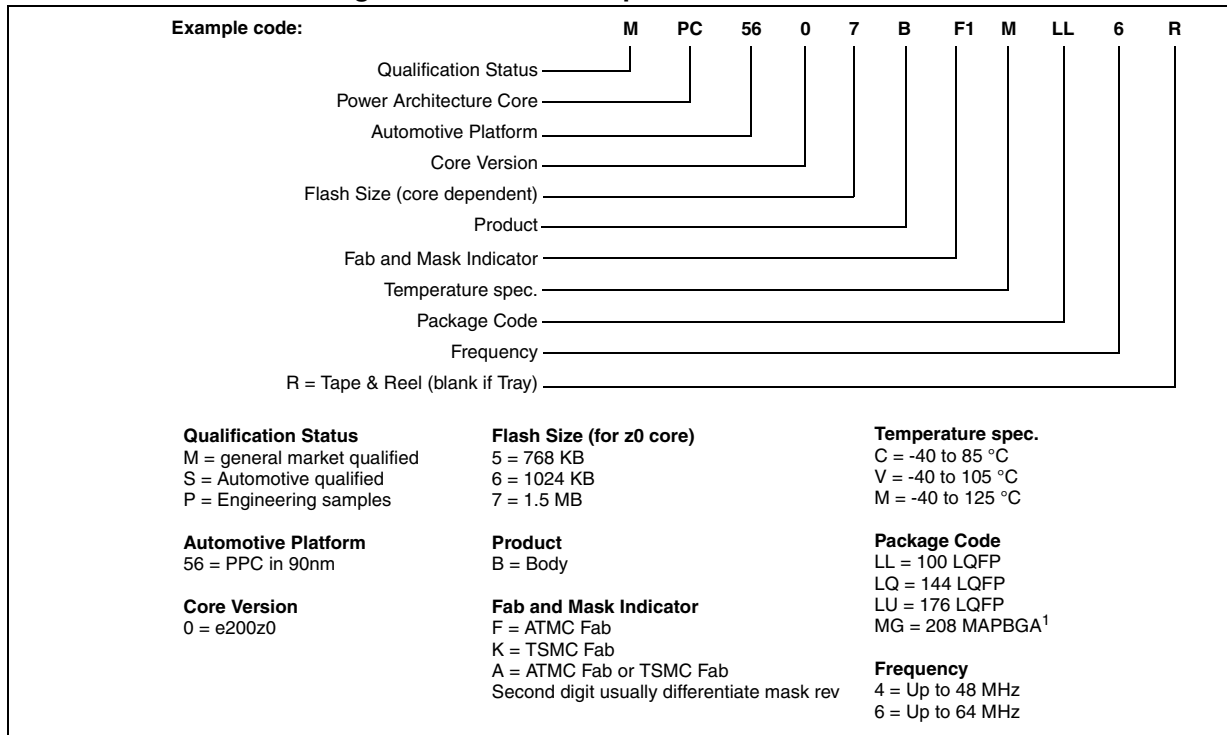 Example code: M PC 56 0 7 B F1 M LL 6 R
Qualification Status
Power Architecture Core
Automotive Platform
Core Version
Flash Size (core dependent)
Product
Fab and Mask Indicator
Temperature spec.
Package Code
Frequency
R = Tape & Reel (blank if Tray)
Qualification Status
M = general market qualified
S = Automotive qualified
P = Engineering samples
Automotive Platform
56 = PPC in 90nm
Core Version
0 = e200z0
Flash Size (for z0 core)
5 = 768 KB
6 = 1024 KB
7 = 1.5 MB
Product
B = Body
Fab and Mask Indicator
F = ATMC Fab
K = TSMC Fab
A = ATMC Fab or TSMC Fab
Second digit usually differentiate mask rev
Temperature spec.
C = -40 to 85 °C
V = -40 to 105 °C
M = -40 to 125 °C
Package Code
LL = 100 LQFP
LQ = 144 LQFP
LU = 176 LQFP
MG = 208 MAPBGA1
Frequency
4 = Up to 48 MHz
6 = Up to 64 MHz